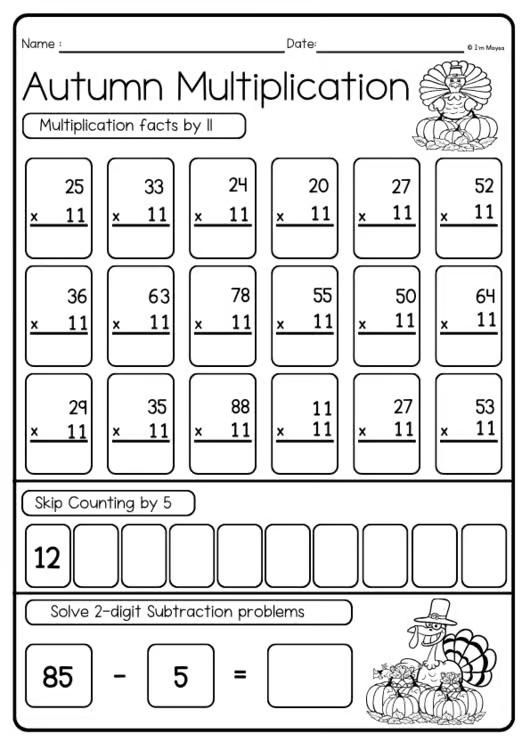 Name : Date: © I'm Maysa
Autumn Multiplication
Multiplication facts by 11
25 33 24 20 27 52
x 11 x 11 x 11 x 11 x 11 x 11
36 63 78 55 50 64
x 11 x 11 x 11 x 11 x 11 x 11
29 35 88 11 27 53
x 11 x 11 x 11 x 11 x 11 x 11
Skip Counting by 5
12
Solve 2-digit Subtraction problems
85 - 5 =